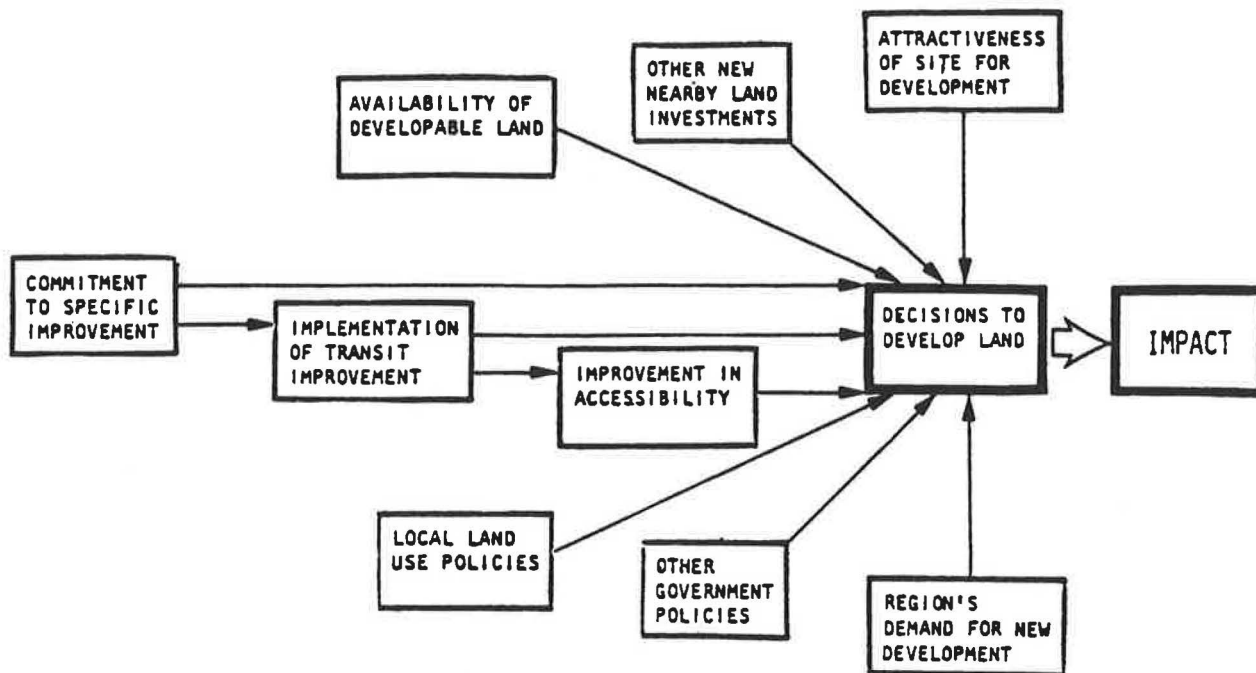 ATTRACTIVENESS
OF SITE FOR
DEVELOPMENT
OTHER NEW
NEARBY LAND
INVESTMENTS
AVAILABILITY OF
DEVELOPABLE LAND
COMMITMENT
TO SPECIFIC
IMPROVEMENT
IMPLEMENTATION
OF TRANSIT
IMPROVEMENT
IMPROVEMENT IN
ACCESSIBILITY
DECISIONS TO
DEVELOP LAND
IMPACT
LOCAL LAND
USE POLICIES
OTHER
GOVERNMENT
POLICIES
REGION'S
DEMAND FOR NEW
DEVELOPMENT